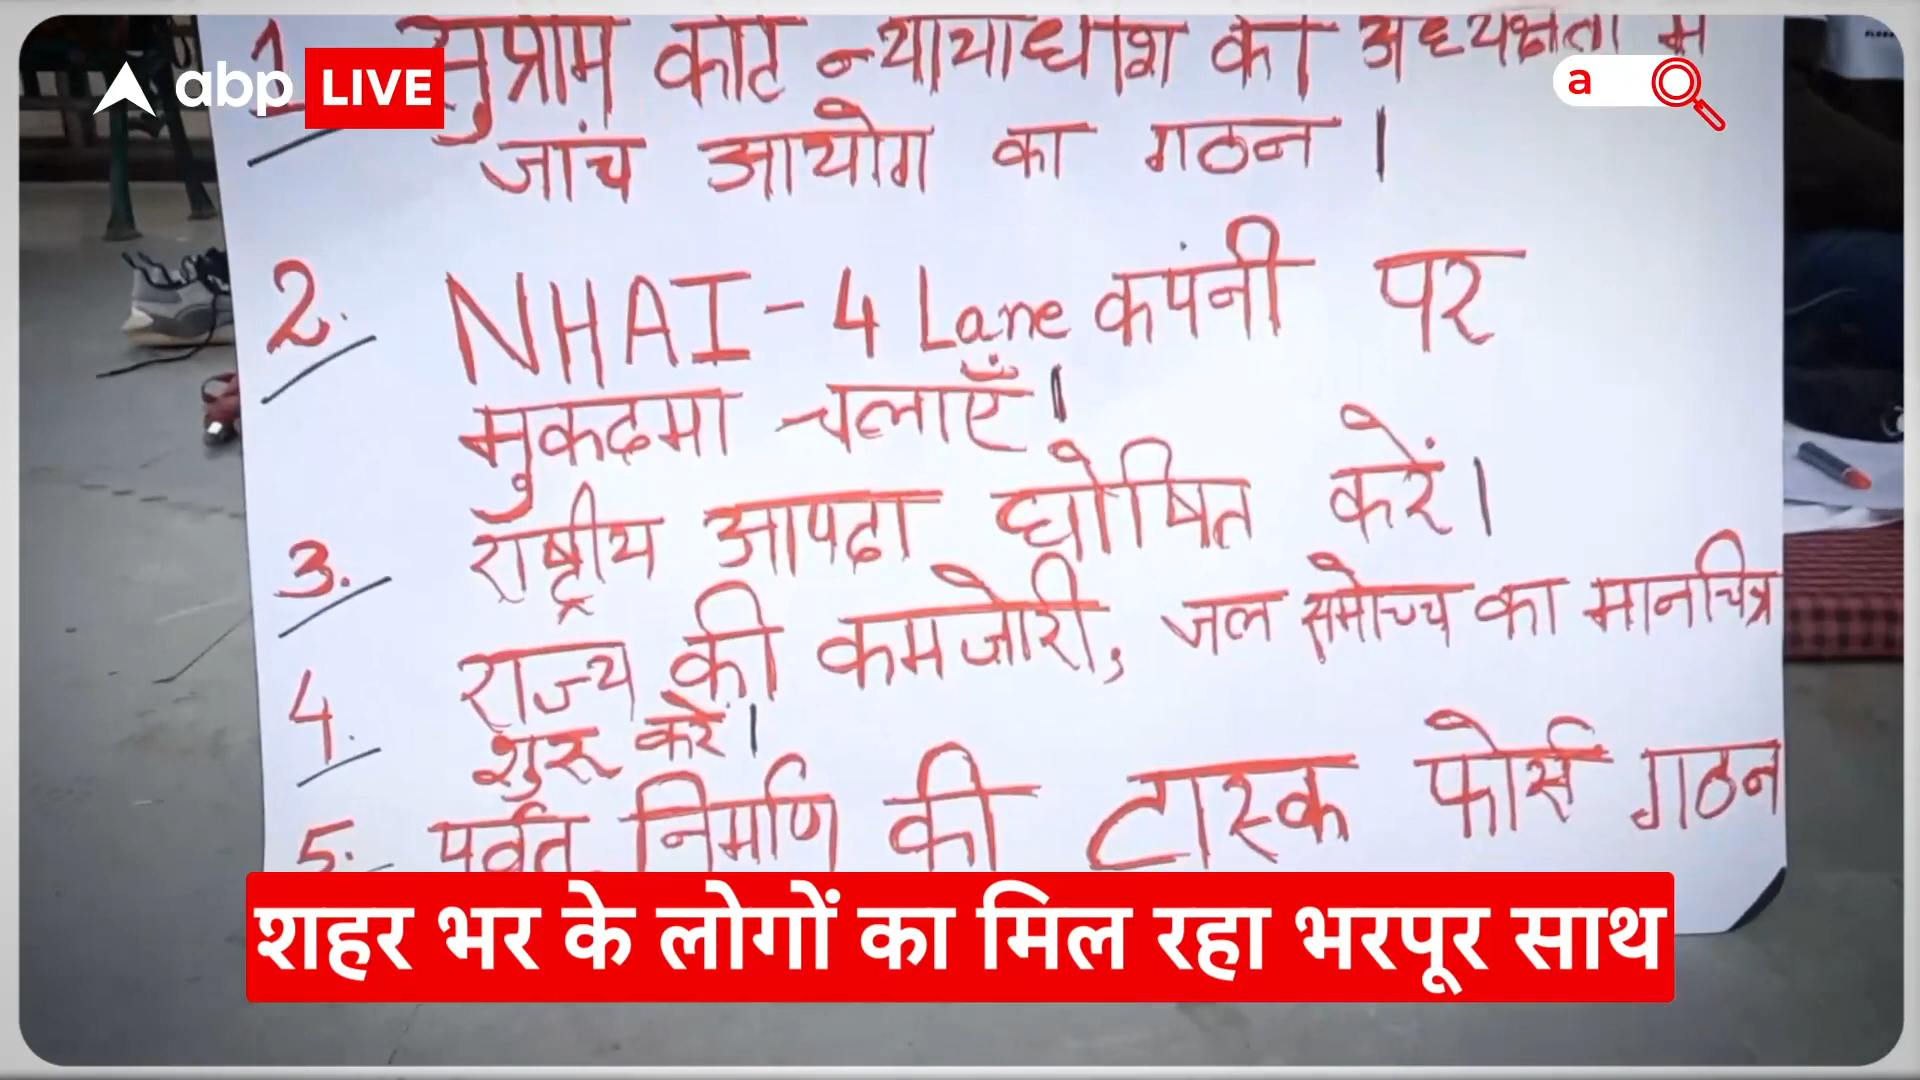 abp LIVE
a
1. सुप्रीम कोर्ट न्यायाधीश की अध्यक्षता में
जांच आयोग का गठन।
2. NHAI - 4 Lane कपंनी पर
मुकदमा चलाएँ।
3. राष्ट्रीय आपदा घोषित करें।
4. राज्य की कमजोरी, जल समोच्च का मानचित्र
शुरू करें।
5. पर्वत निर्माण की टास्क फोर्स गठन
शहर भर के लोगों का मिल रहा भरपूर साथ